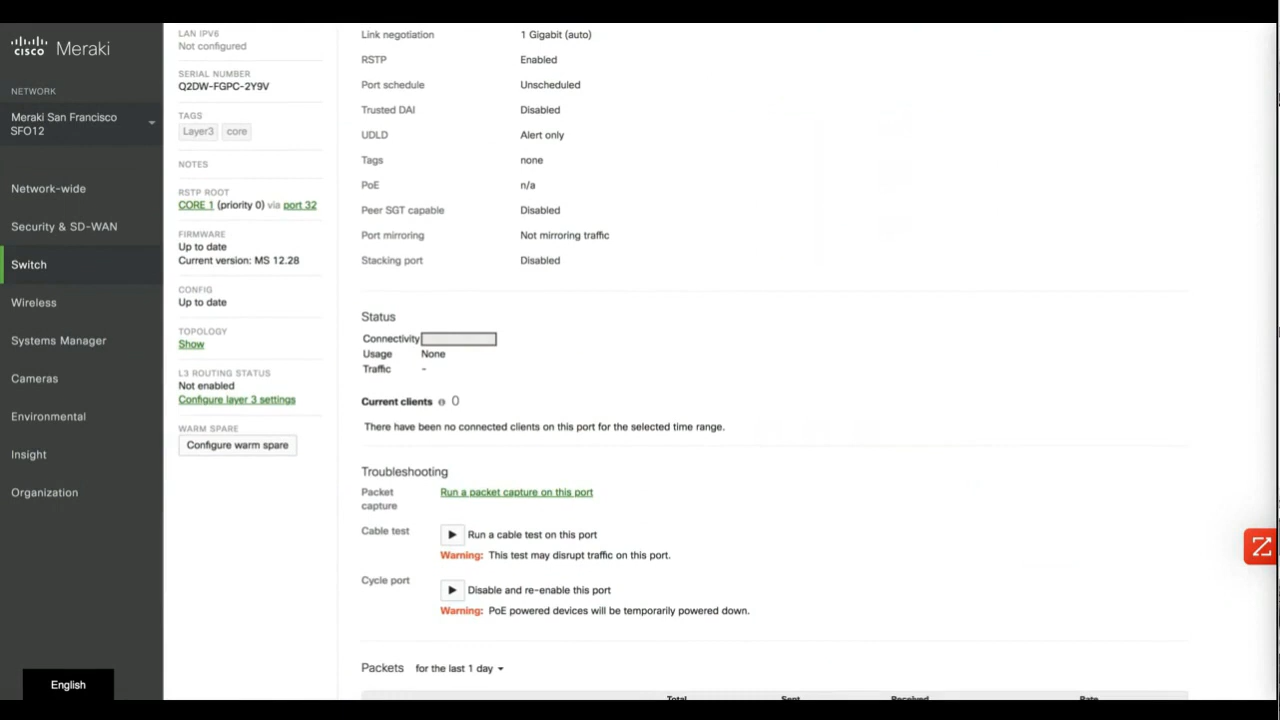 cisco Meraki
NETWORK
Meraki San Francisco
SFO12
Network-wide
Security & SD-WAN
Switch
Wireless
Systems Manager
Cameras
Environmental
Insight
Organization
English
LAN IPV6
Not configured
SERIAL NUMBER
Q2DW-FGPC-2Y9V
TAGS
Layer3 core
NOTES
RSTP ROOT
CORE 1 (priority 0) via port 32
FIRMWARE
Up to date
Current version: MS 12.28
CONFIG
Up to date
TOPOLOGY
Show
L3 ROUTING STATUS
Not enabled
Configure layer 3 settings
WARM SPARE
Configure warm spare
Link negotiation 1 Gigabit (auto)
RSTP Enabled
Port schedule Unscheduled
Trusted DAI Disabled
UDLD Alert only
Tags none
PoE n/a
Peer SGT capable Disabled
Port mirroring Not mirroring traffic
Stacking port Disabled
Status
Connectivity
Usage None
Traffic -
Current clients 0
There have been no connected clients on this port for the selected time range.
Troubleshooting
Packet capture Run a packet capture on this port
Cable test Run a cable test on this port
Warning: This test may disrupt traffic on this port.
Cycle port Disable and re-enable this port
Warning: PoE powered devices will be temporarily powered down.
Packets for the last 1 day
Total Sent Received Rate